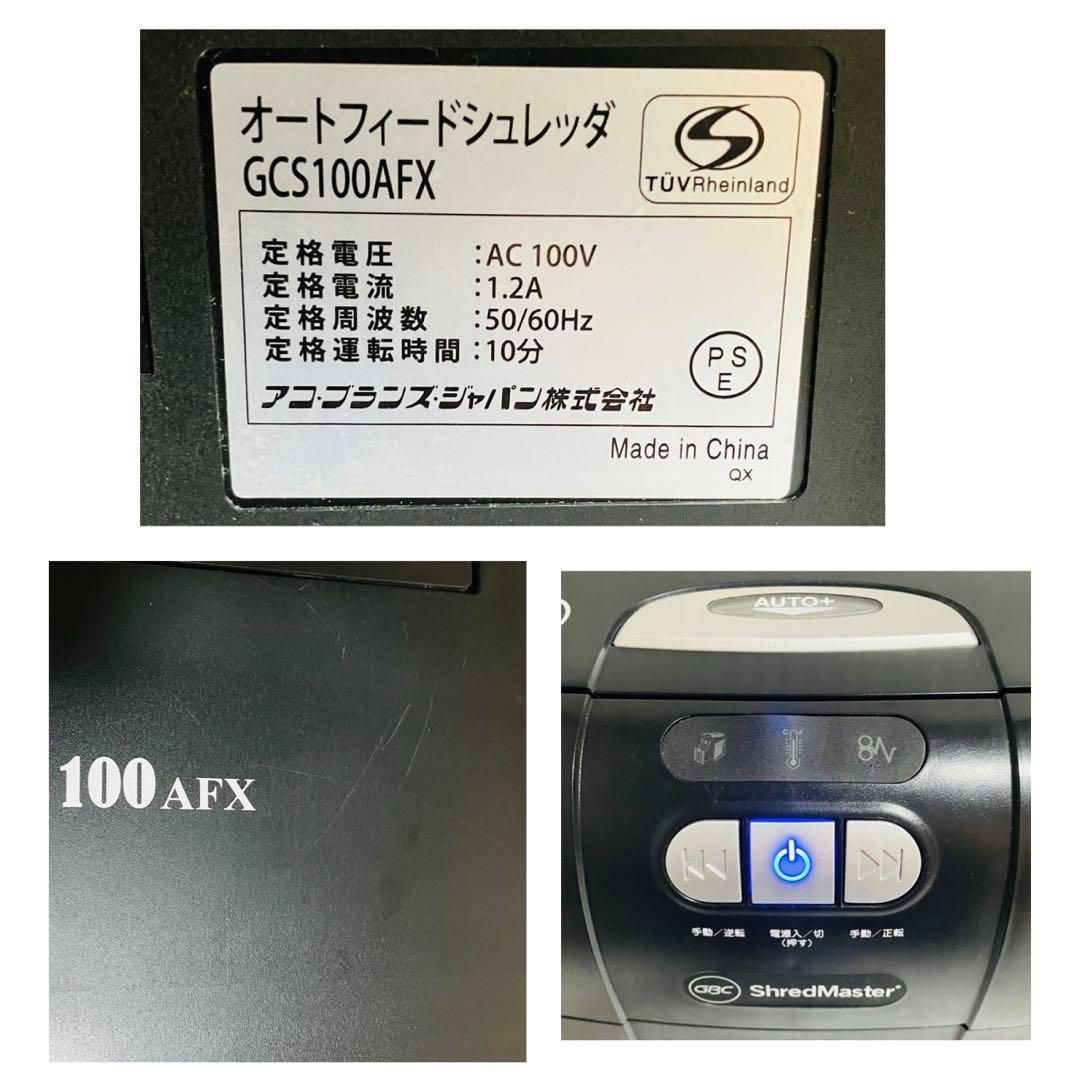 オートフィードシュレッダ
GCS100AFX
TÜVRheinland
定格電圧 :AC 100V
定格電流 :1.2A
定格周波数 :50/60Hz
定格運転時間 :10分
PS
E
アコ・ブランズ・ジャパン株式会社
Made in China
QX
100 AFX
AUTO+
手動/逆転 電源入/切 手動/正転
(押す)
GBC ShredMaster®